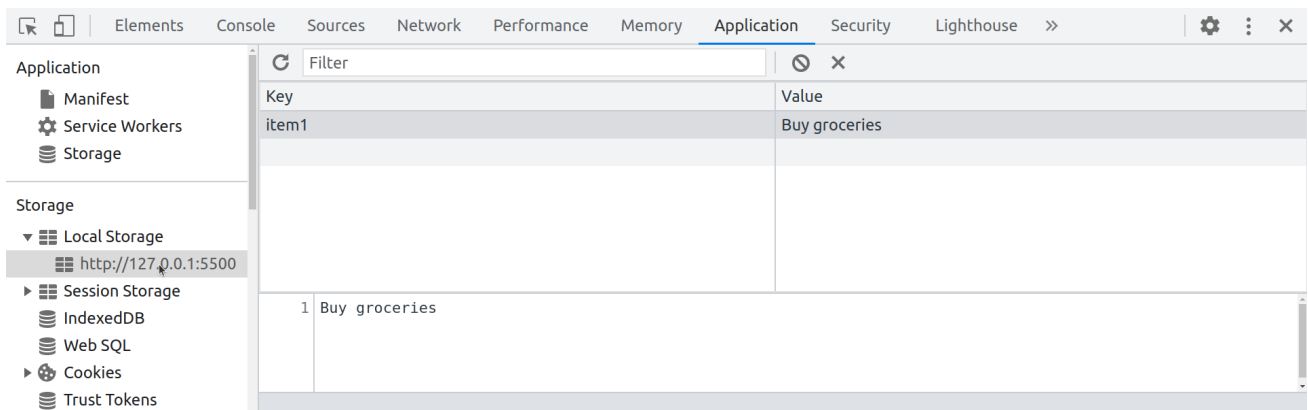 Elements Console Sources Network Performance Memory Application Security Lighthouse »
Application
Manifest
Service Workers
Storage
Storage
Local Storage
http://127.0.0.1:5500
Session Storage
IndexedDB
Web SQL
Cookies
Trust Tokens
Filter
Key Value
item1 Buy groceries
1 Buy groceries